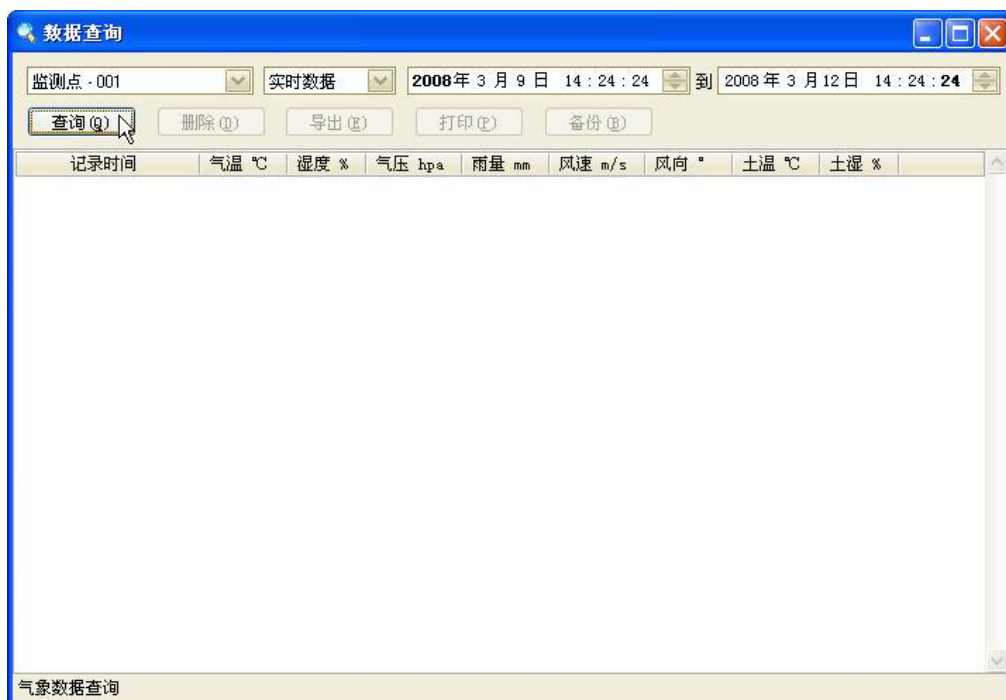 数据查询
监测点 - 001 实时数据 2008年 3 月 9 日 14 : 24 : 24 到 2008 年 3 月12日 14 : 24 : 24
查询(Q) 删除(D) 导出(E) 打印(P) 备份(B)
记录时间 气温 ℃ 湿度 % 气压 hpa 雨量 mm 风速 m/s 风向 ° 土温 ℃ 土湿 %
气象数据查询